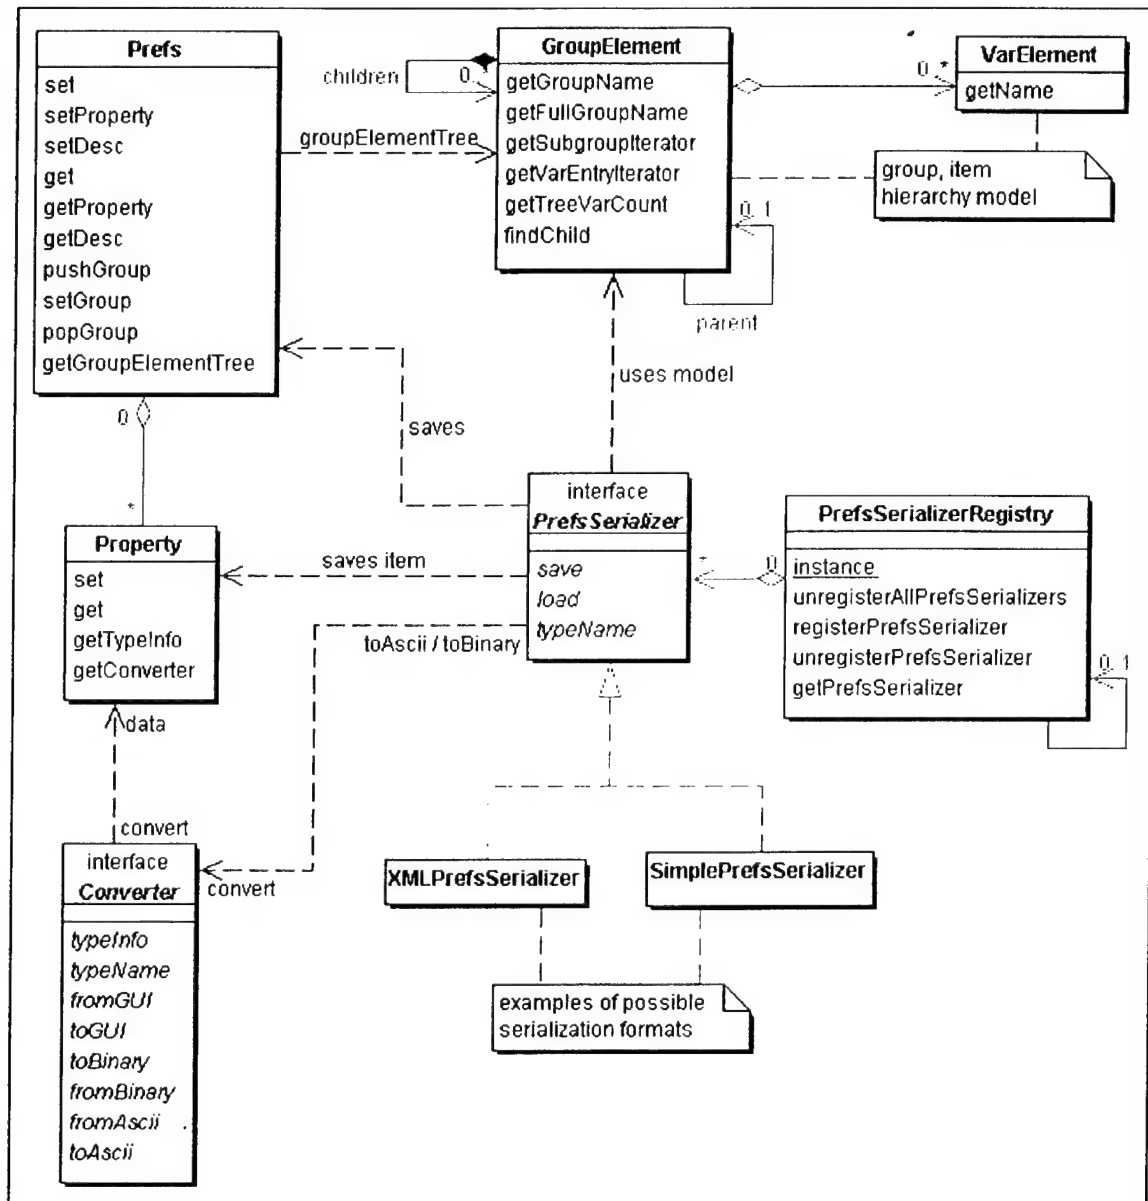 Prefs
set
setProperty
setDesc
get
getProperty
getDesc
pushGroup
setGroup
popGroup
getGroupElementTree
children
0..*
groupElementTree
GroupElement
getGroupName
getFullGroupName
getSubgroupIterator
getVarEntryIterator
getTreeVarCount
findChild
0..*
VarElement
getName
group, item
hierarchy model
0..1
parent
uses model
saves
0
*
Property
set
get
getTypeInfo
getConverter
saves item
toAscii / toBinary
interface
PrefsSerializer
save
load
typeName
*
0
PrefsSerializerRegistry
instance
unregisterAllPrefsSerializers
registerPrefsSerializer
unregisterPrefsSerializer
getPrefsSerializer
0..1
data
convert
convert
interface
Converter
typeInfo
typeName
fromGUI
toGUI
toBinary
fromBinary
fromAscii
toAscii
XMLPrefsSerializer
SimplePrefsSerializer
examples of possible
serialization formats